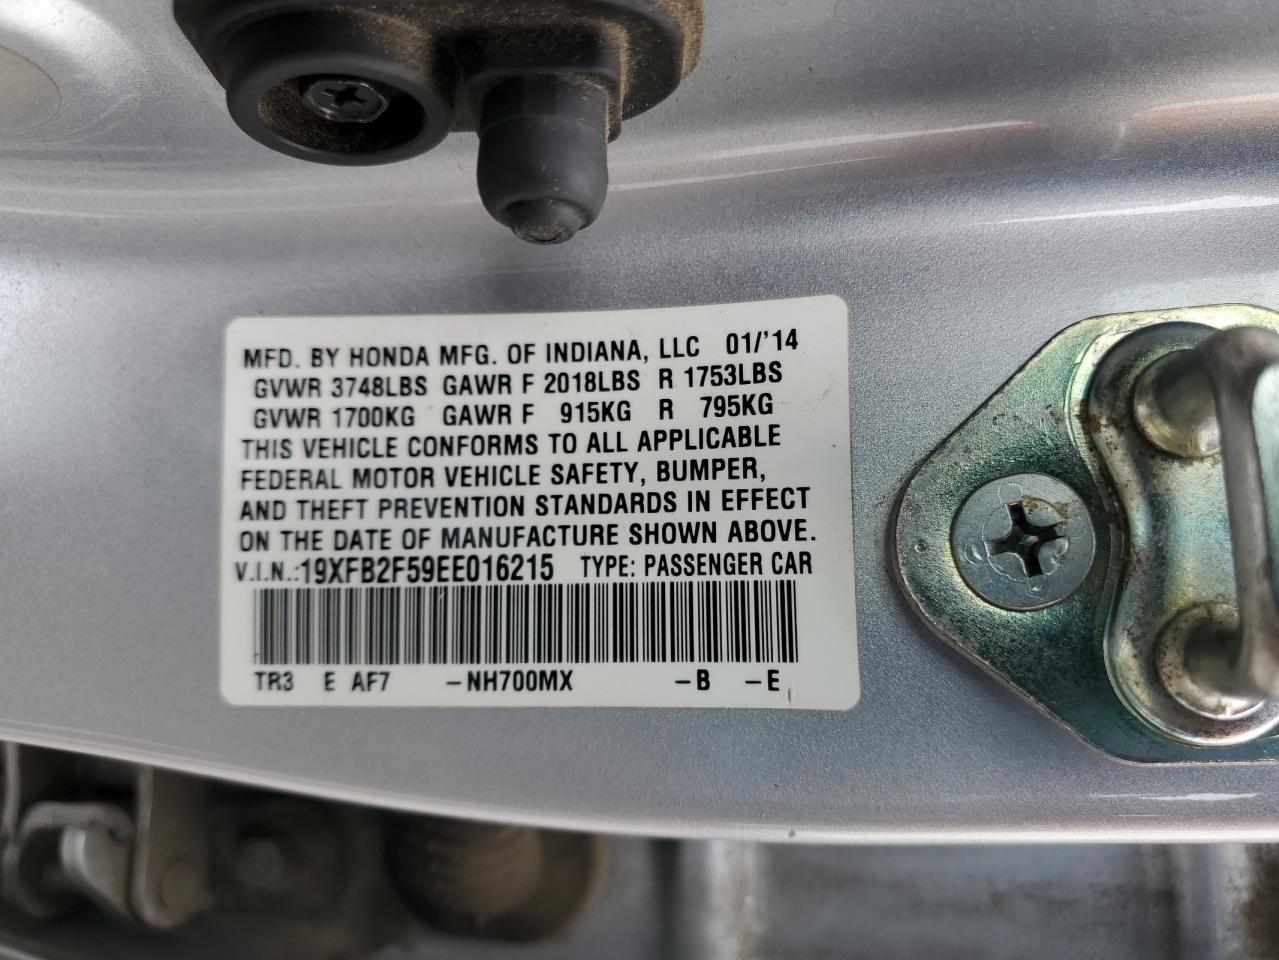 MFD. BY HONDA MFG. OF INDIANA, LLC 01/'14
GVWR 3748LBS GAWR F 2018LBS R 1753LBS
GVWR 1700KG GAWR F 915KG R 795KG
THIS VEHICLE CONFORMS TO ALL APPLICABLE
FEDERAL MOTOR VEHICLE SAFETY, BUMPER,
AND THEFT PREVENTION STANDARDS IN EFFECT
ON THE DATE OF MANUFACTURE SHOWN ABOVE.
V.I.N.:19XFB2F59EE016215 TYPE: PASSENGER CAR
TR3 E AF7 -NH700MX -B -E